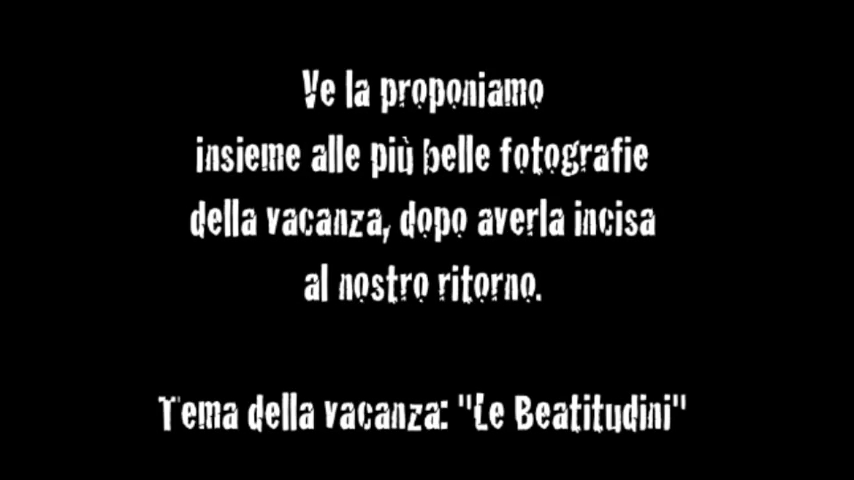 Ve la proponiamo
insieme alle più belle fotografie
della vacanza, dopo averla incisa
al nostro ritorno.
Tema della vacanza: "Le Beatitudini"